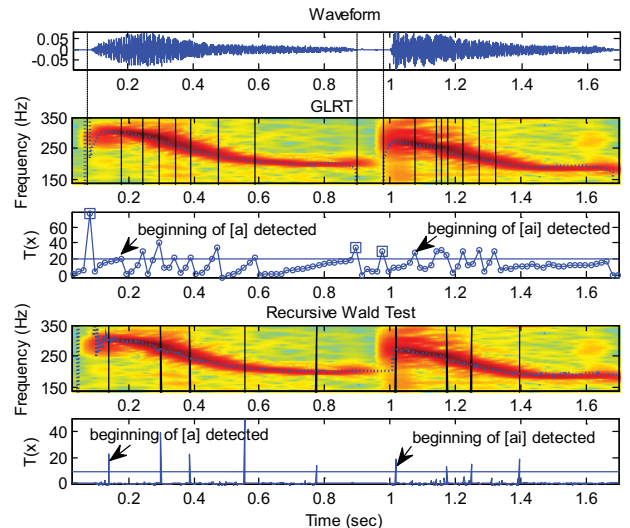 Waveform
0.05
0
-0.05
0.2 0.4 0.6 0.8 1 1.2 1.4 1.6
GLRT
Frequency (Hz)
350
250
150
0.2 0.4 0.6 0.8 1 1.2 1.4 1.6
T(x)
60
40
20
0
beginning of [a] detected
beginning of [ai] detected
0.2 0.4 0.6 0.8 1 1.2 1.4 1.6
Recursive Wald Test
Frequency (Hz)
350
250
150
0.2 0.4 0.6 0.8 1 1.2 1.4 1.6
T(x)
40
20
0
beginning of [a] detected
beginning of [ai] detected
0.2 0.4 0.6 0.8 1 1.2 1.4 1.6
Time (sec)